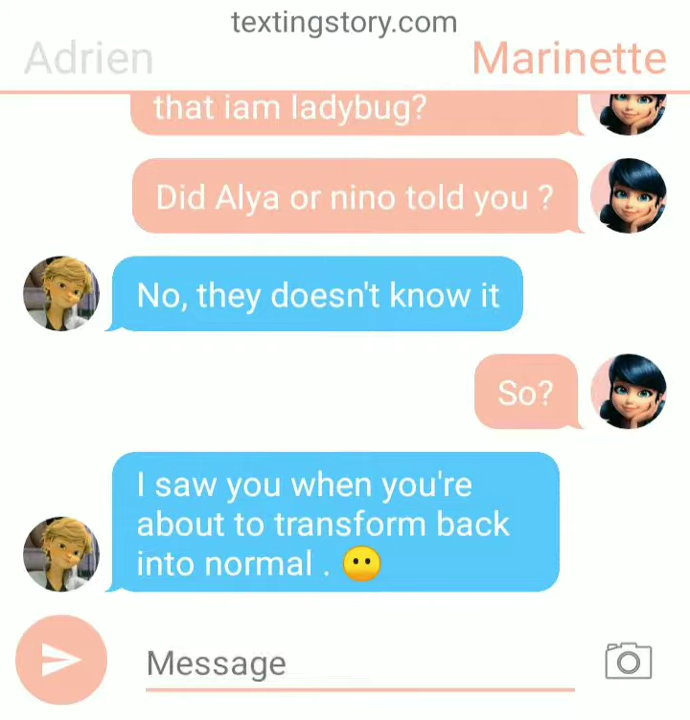 textingstory.com
Adrien
Marinette
that iam ladybug?
Did Alya or nino told you ?
No, they doesn't know it
So?
I saw you when you're
about to transform back
into normal . 😶
Message